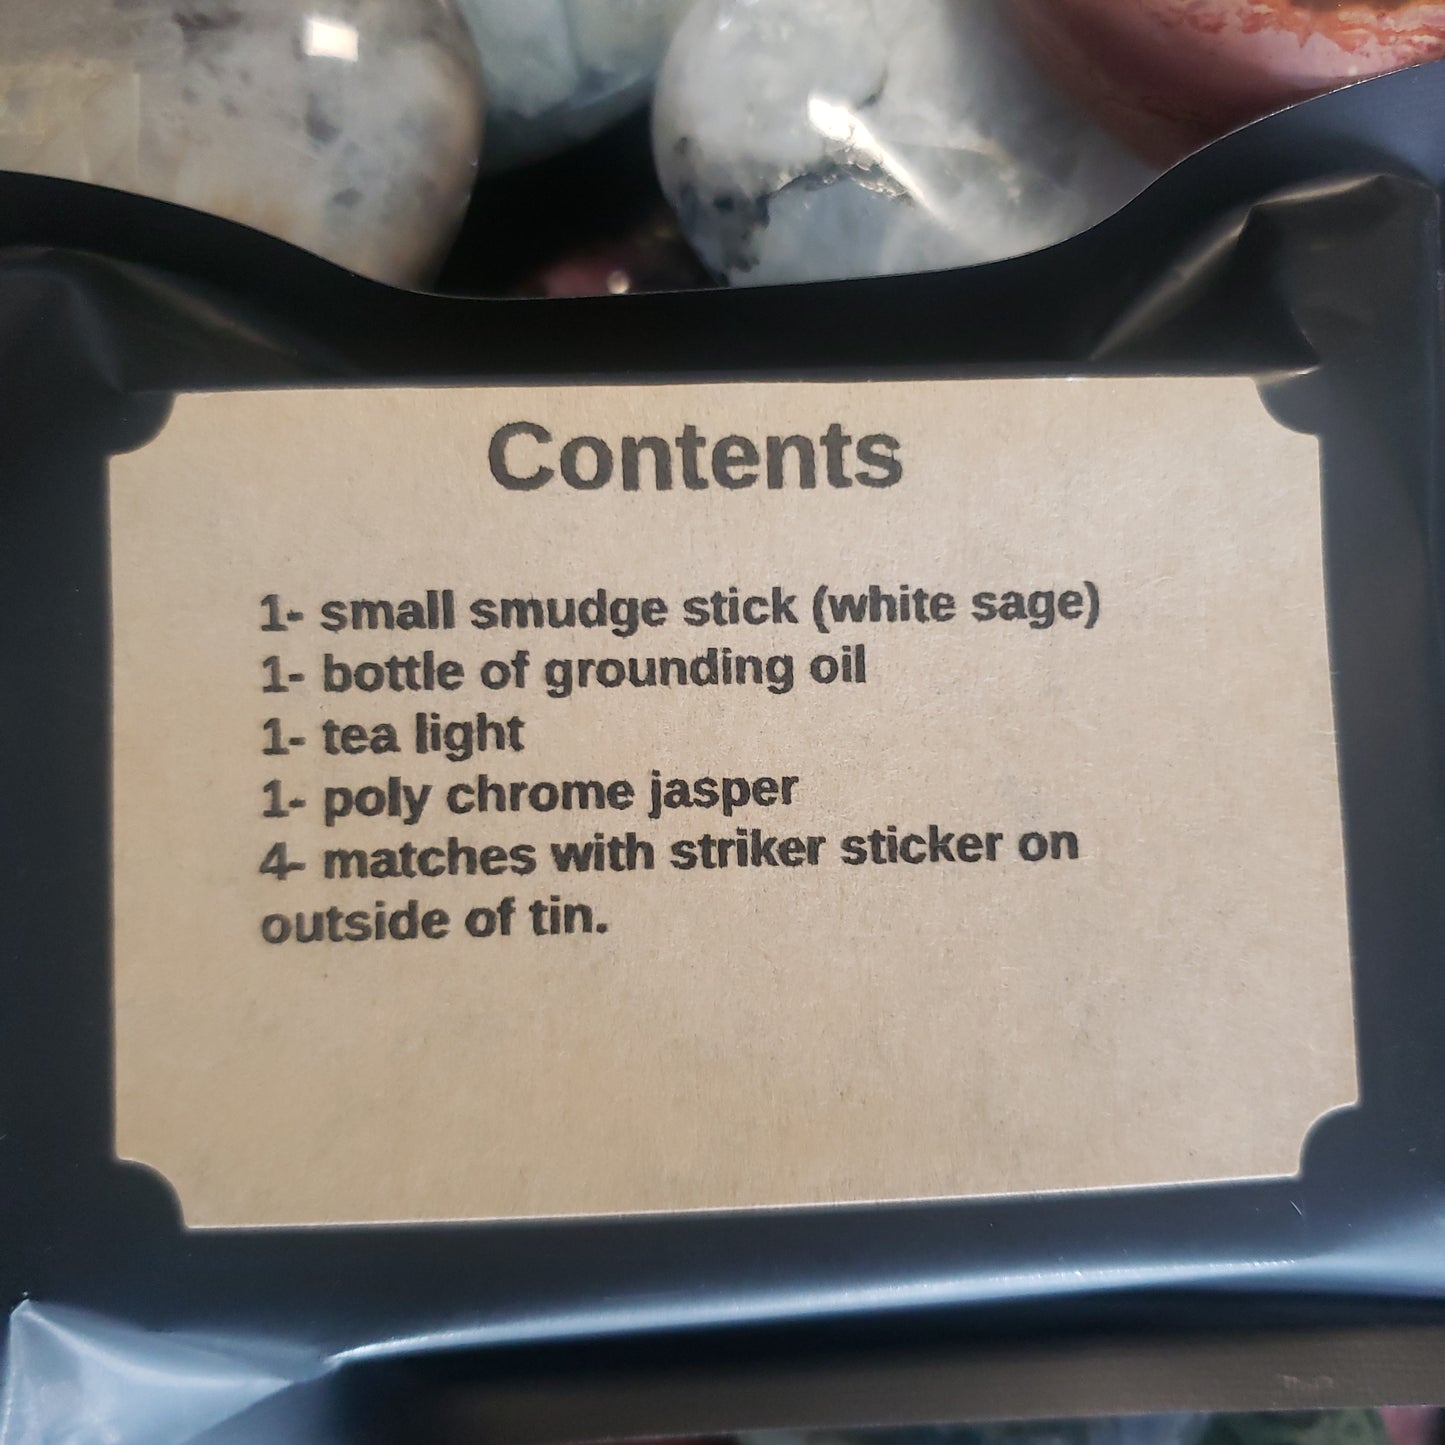 Contents
1- small smudge stick (white sage)
1- bottle of grounding oil
1- tea light
1- poly chrome jasper
4- matches with striker sticker on
outside of tin.